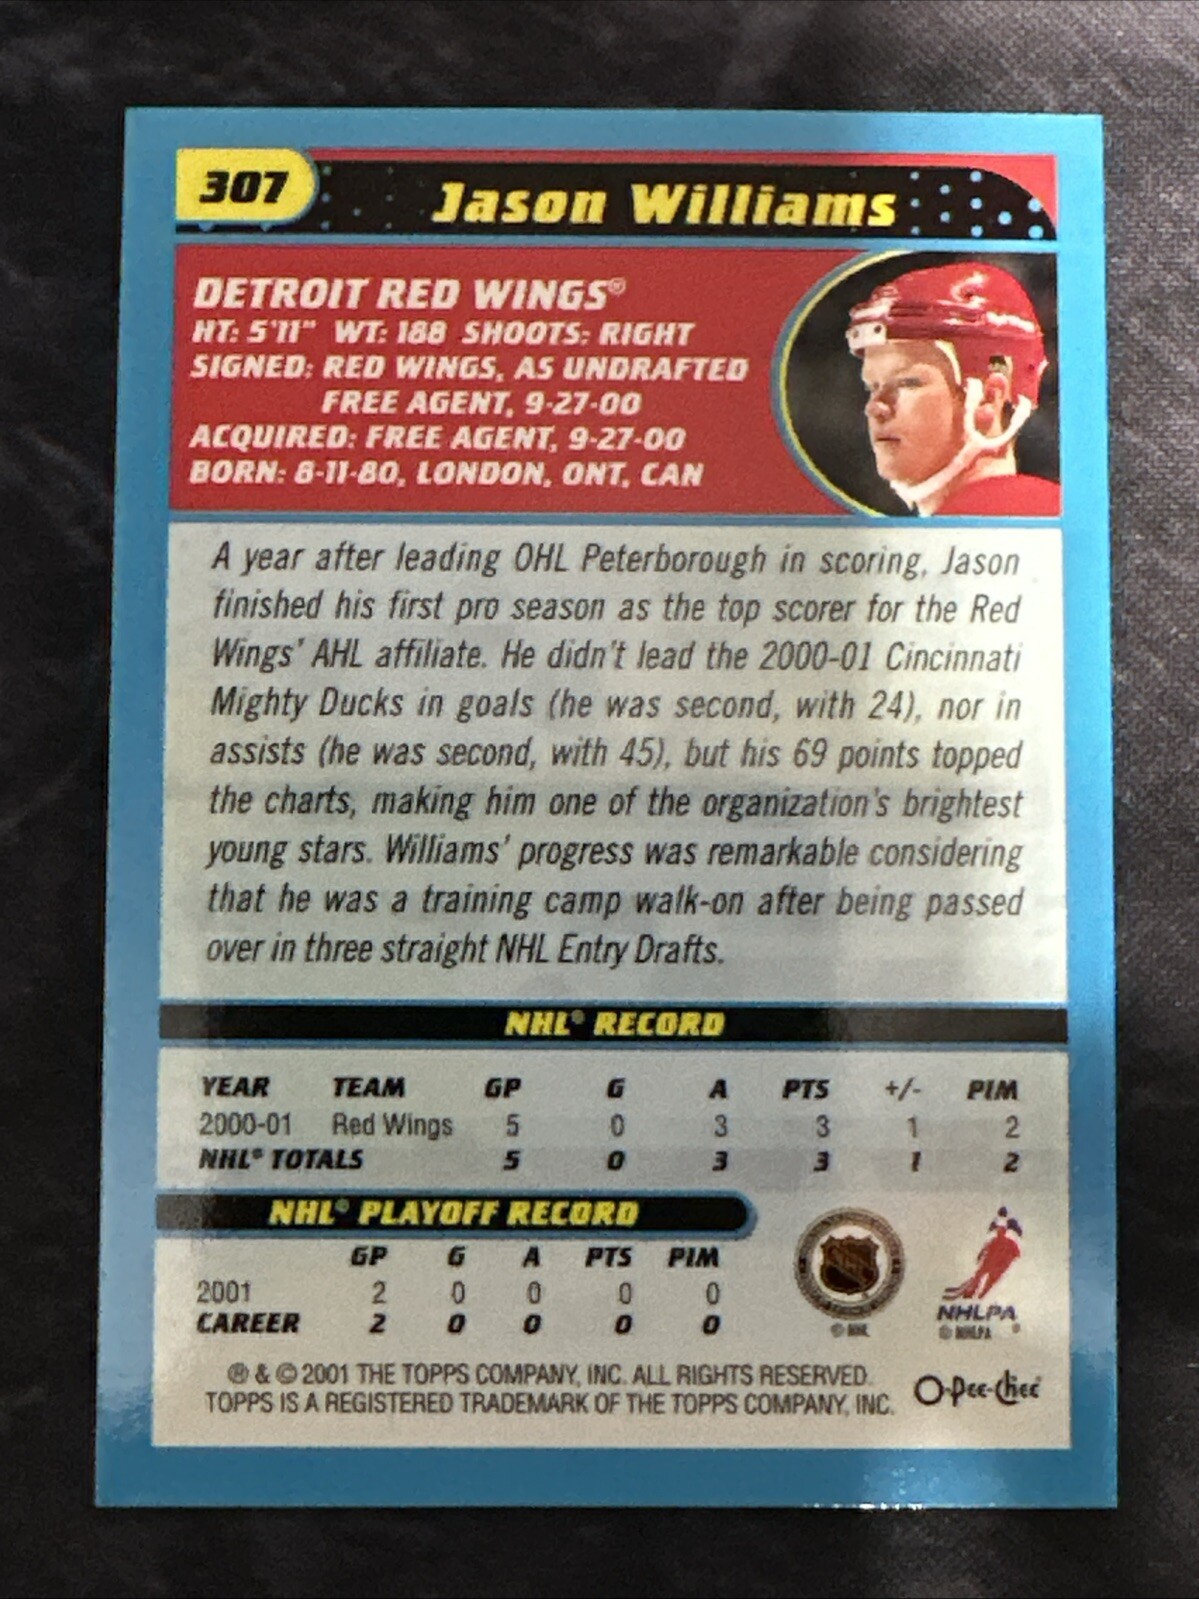 307
Jason Williams
DETROIT RED WINGS®
HT: 5'11" WT: 188 SHOOTS: RIGHT
SIGNED: RED WINGS, AS UNDRAFTED
FREE AGENT, 9-27-00
ACQUIRED: FREE AGENT, 9-27-00
BORN: 8-11-80, LONDON, ONT, CAN
A year after leading OHL Peterborough in scoring, Jason
finished his first pro season as the top scorer for the Red
Wings' AHL affiliate. He didn't lead the 2000-01 Cincinnati
Mighty Ducks in goals (he was second, with 24), nor in
assists (he was second, with 45), but his 69 points topped
the charts, making him one of the organization's brightest
young stars. Williams' progress was remarkable considering
that he was a training camp walk-on after being passed
over in three straight NHL Entry Drafts.
NHL® RECORD
YEAR TEAM GP G A PTS +/- PIM
2000-01 Red Wings 5 0 3 3 1 2
NHL® TOTALS 5 0 3 3 1 2
NHL® PLAYOFF RECORD
GP G A PTS PIM
2001 2 0 0 0 0
CAREER 2 0 0 0 0
NHL
© NHL
NHLPA
© NHLPA
® & © 2001 THE TOPPS COMPANY, INC. ALL RIGHTS RESERVED.
TOPPS IS A REGISTERED TRADEMARK OF THE TOPPS COMPANY, INC.
O-Pee-Chee